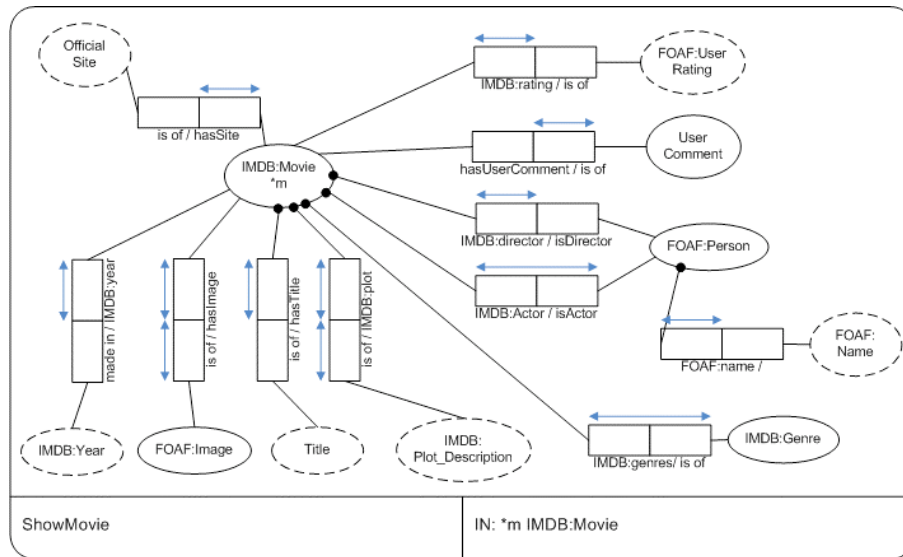 Official
Site
is of / hasSite
IMDB:rating / is of
FOAF:User
Rating
hasUserComment / is of
User
Comment
IMDB:Movie
*m
IMDB:director / isDirector
FOAF:Person
IMDB:Actor / isActor
FOAF:name /
FOAF:
Name
made in / IMDB:year
is of / hasImage
is of / hasTitle
is of / IMDB:plot
IMDB:Year
FOAF:Image
Title
IMDB:
Plot_Description
IMDB:genres/ is of
IMDB:Genre
ShowMovie
IN: *m IMDB:Movie